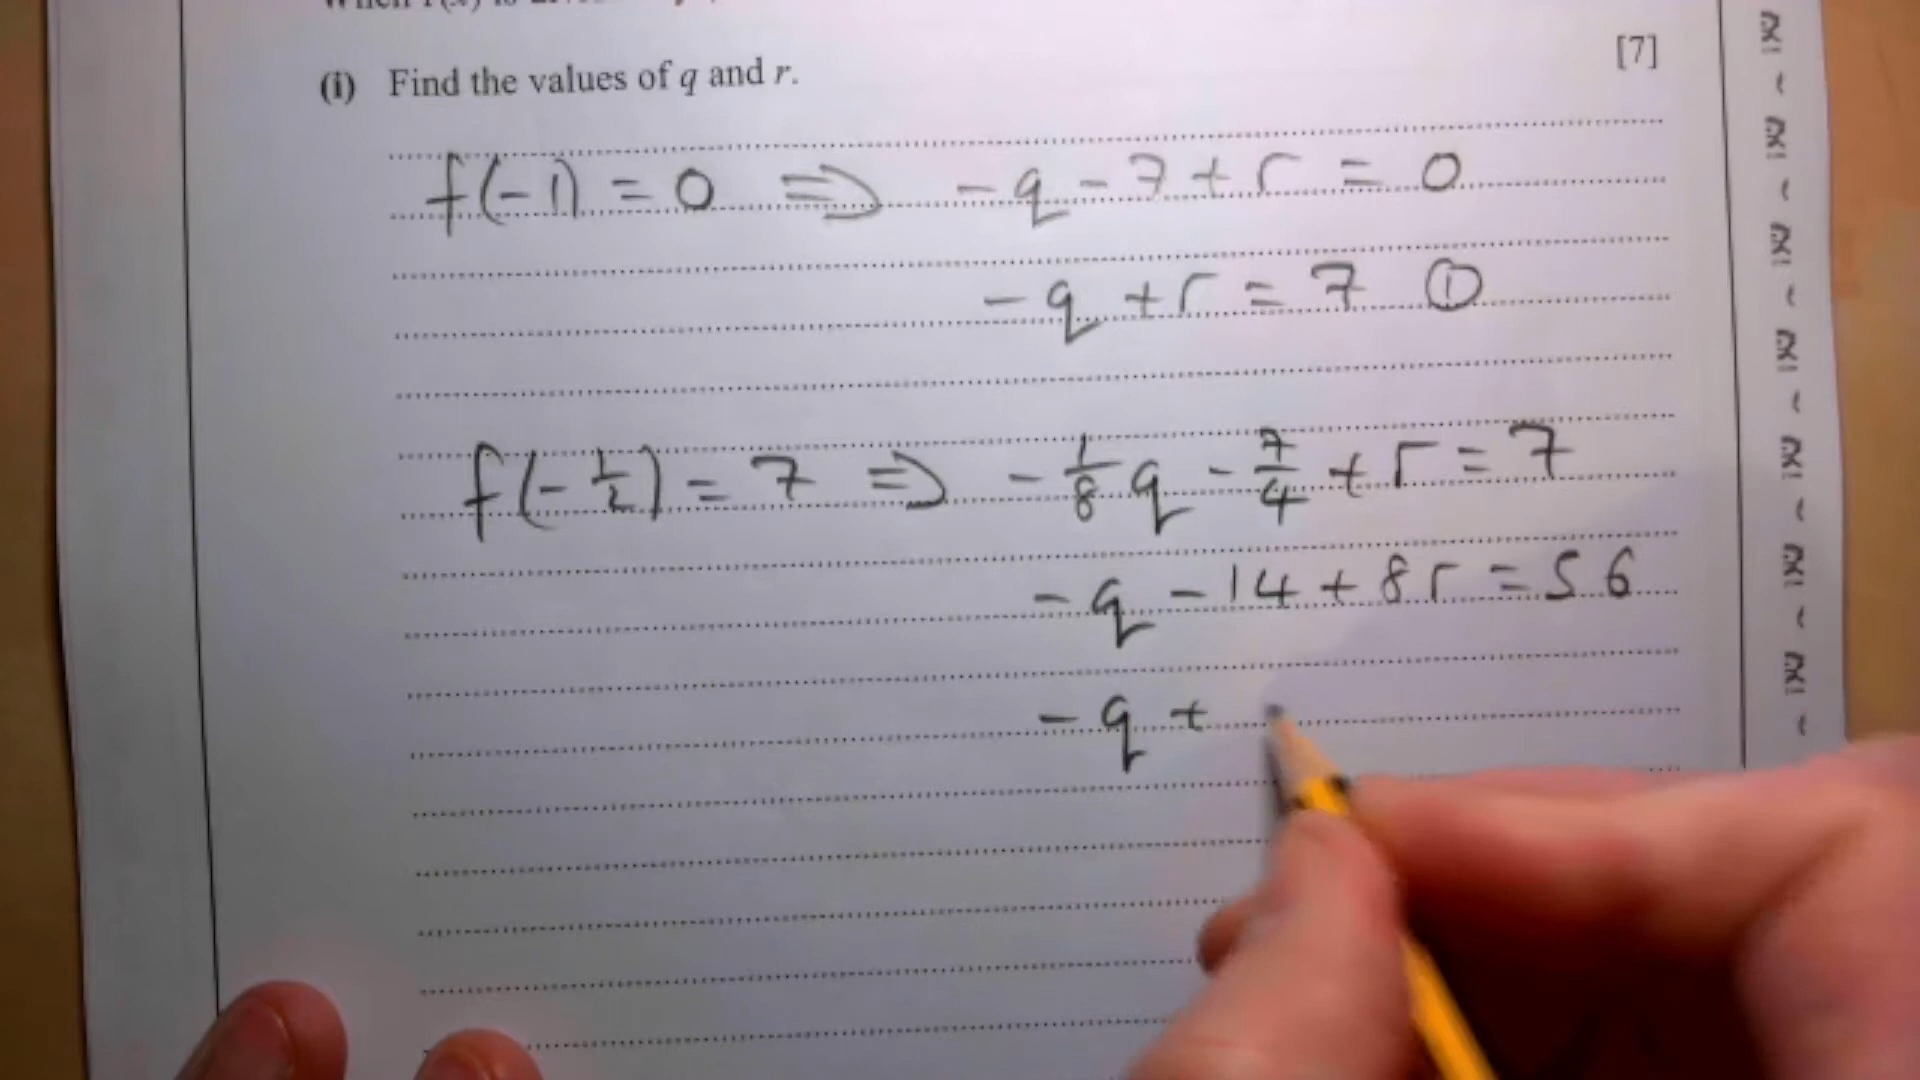 (i) Find the values of q and r. [7]
f(-1) = 0 ⇒ -q - 7 + r = 0
-q + r = 7 ①
f(-1/2) = 7 ⇒ -1/8 q - 7/4 + r = 7
-q - 14 + 8r = 56
-q +